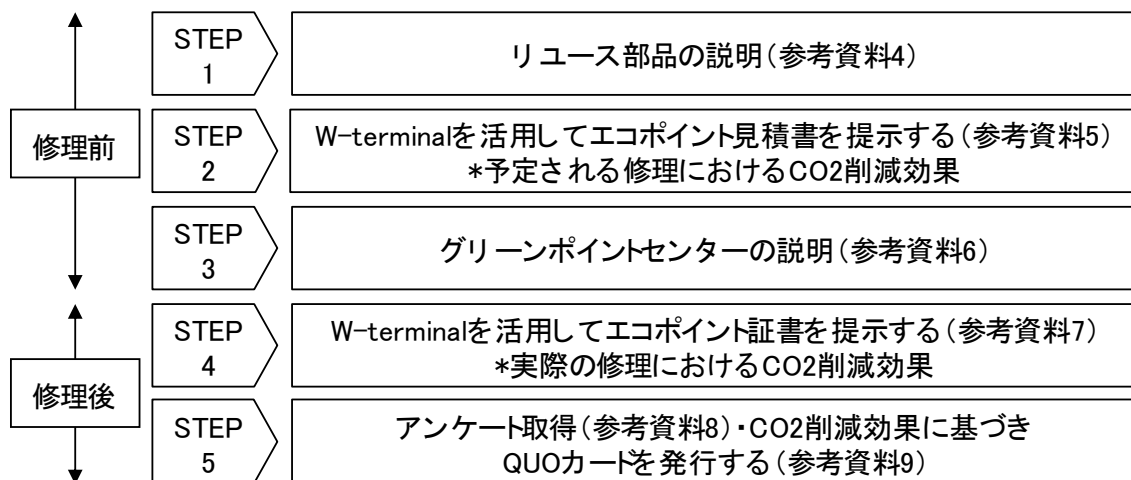 STEP
1
リユース部品の説明(参考資料4)
修理前
STEP
2
W-terminalを活用してエコポイント見積書を提示する(参考資料5)
*予定される修理におけるCO2削減効果
STEP
3
グリーンポイントセンターの説明(参考資料6)
修理後
STEP
4
W-terminalを活用してエコポイント証書を提示する(参考資料7)
*実際の修理におけるCO2削減効果
STEP
5
アンケート取得(参考資料8)・CO2削減効果に基づき
QUOカードを発行する(参考資料9)